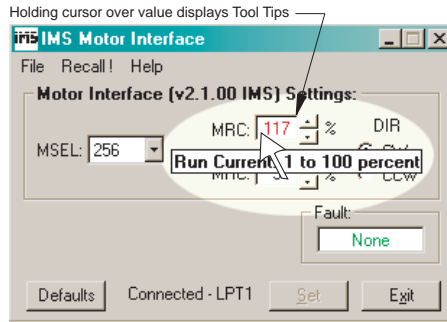 Holding cursor over value displays Tool Tips
IMS IMS Motor Interface
File Recall! Help
Motor Interface (v2.1.00 IMS) Settings:
MRC: 117 % DIR
MSEL: 256
Run Current: 1 to 100 percent
MHC: % CCW
Fault:
None
Defaults Connected - LPT1 Set Exit